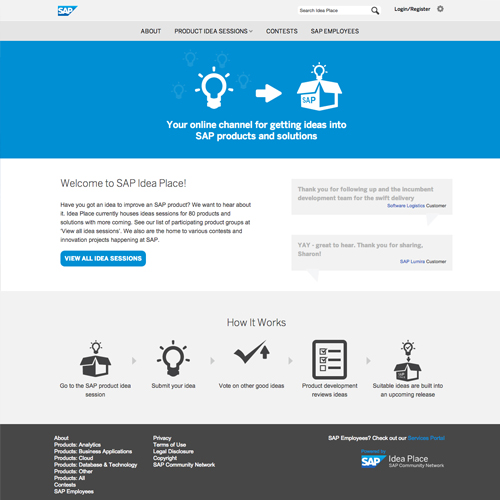 SAP
Search Idea Place
Login/Register
ABOUT
PRODUCT IDEA SESSIONS
CONTESTS
SAP EMPLOYEES
SAP
Your online channel for getting ideas into
SAP products and solutions
Welcome to SAP Idea Place!
Have you got an idea to improve an SAP product? We want to hear about
it. Idea Place currently houses ideas sessions for 80 products and
solutions with more coming. See our list of participating product groups at
'View all idea sessions'. We also are the home to various contests and
innovation projects happening at SAP.
VIEW ALL IDEA SESSIONS
Thank you for following up and the incumbent
development team for the swift delivery
Software Logistics Customer
YAY - great to hear. Thank you for sharing,
Sharon!
SAP Lumira Customer
How It Works
Go to the SAP product idea
session
Submit your idea
Vote on other good ideas
Product development
reviews ideas
Suitable ideas are built into
an upcoming release
About
Products: Analytics
Products: Business Applications
Products: Cloud
Products: Database & Technology
Products: Other
Products: All
Contests
SAP Employees
Privacy
Terms of Use
Legal Disclosure
Copyright
SAP Community Network
SAP Employees? Check out our Services Portal
Powered by
SAP
Idea Place
SAP Community Network